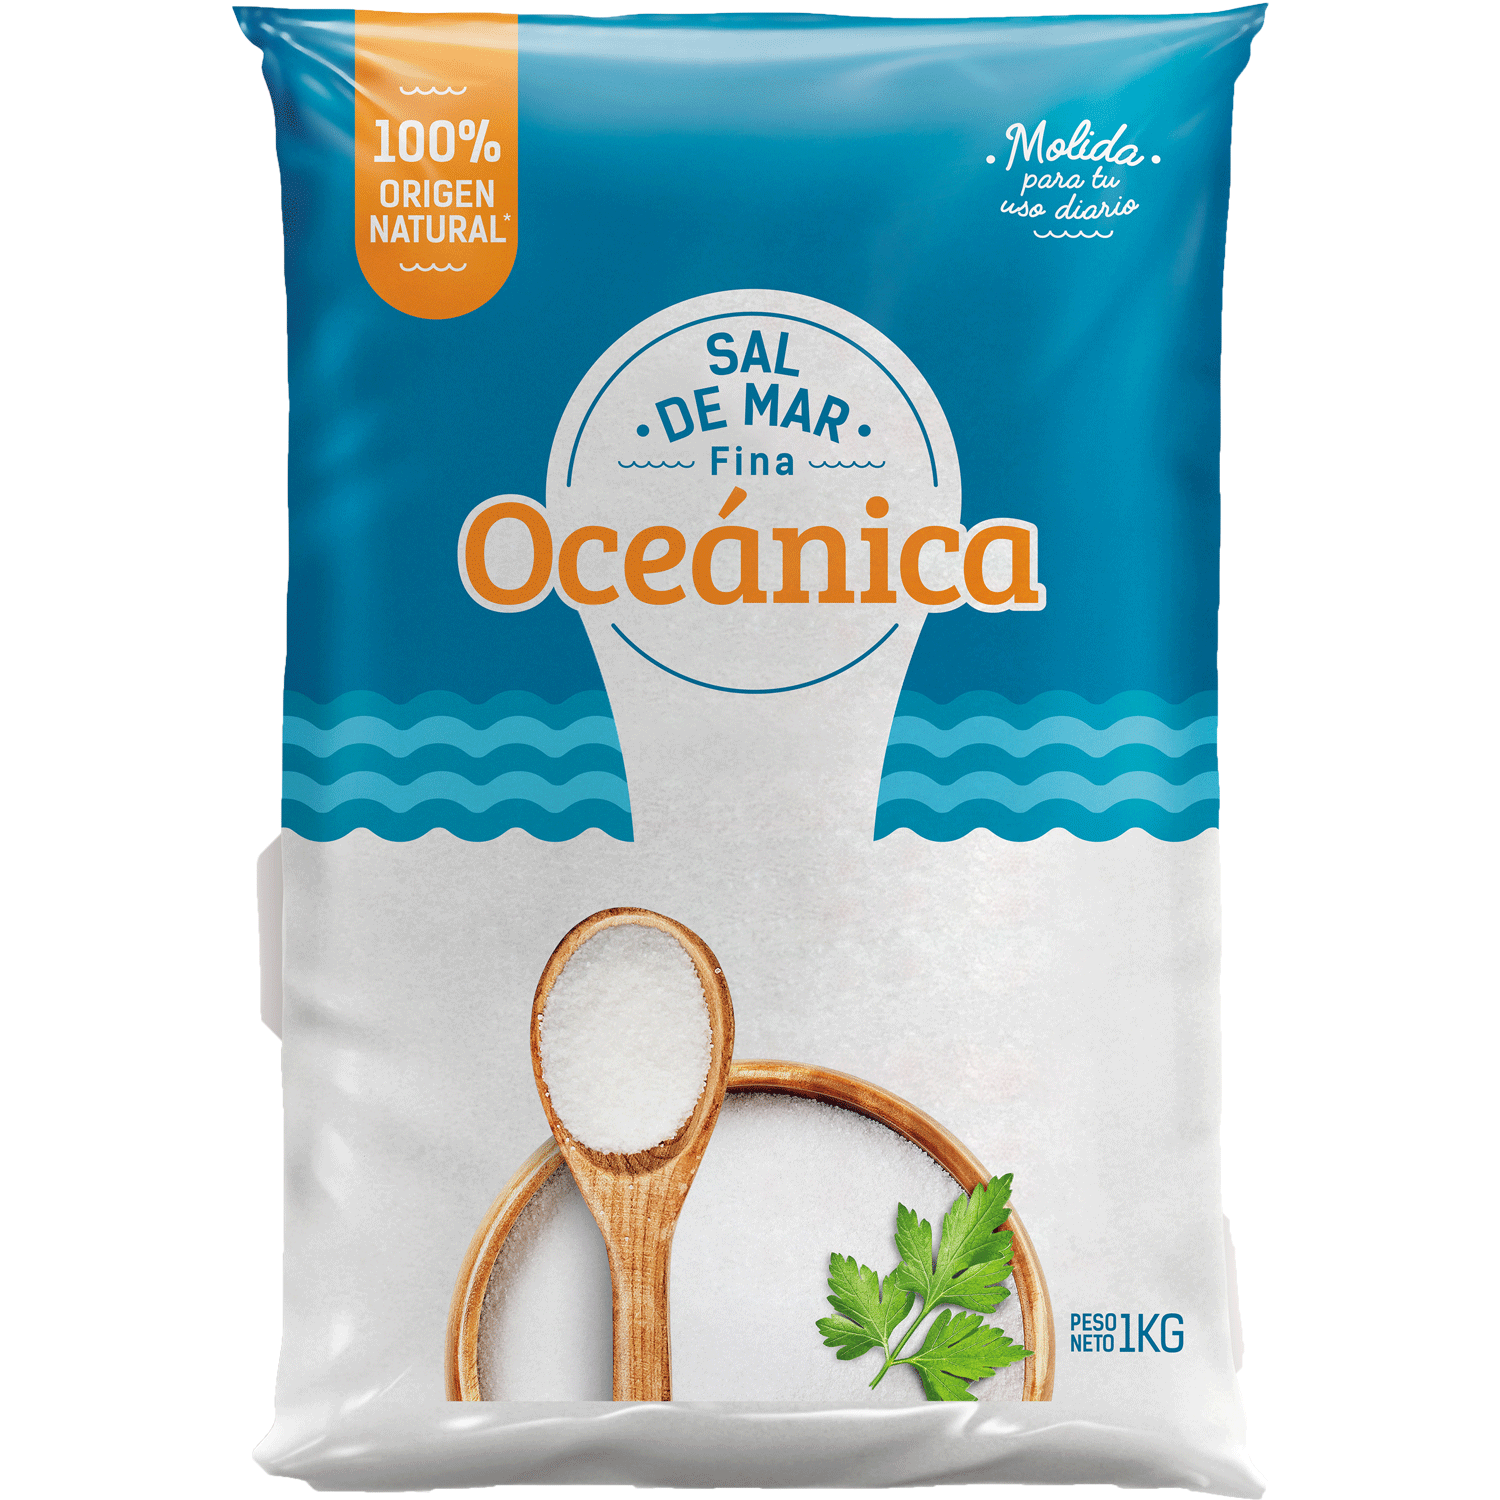 100%
ORIGEN
NATURAL*
• Molida •
para tu
uso diario
SAL
• DE MAR •
Fina
Oceánica
PESO
NETO 1KG